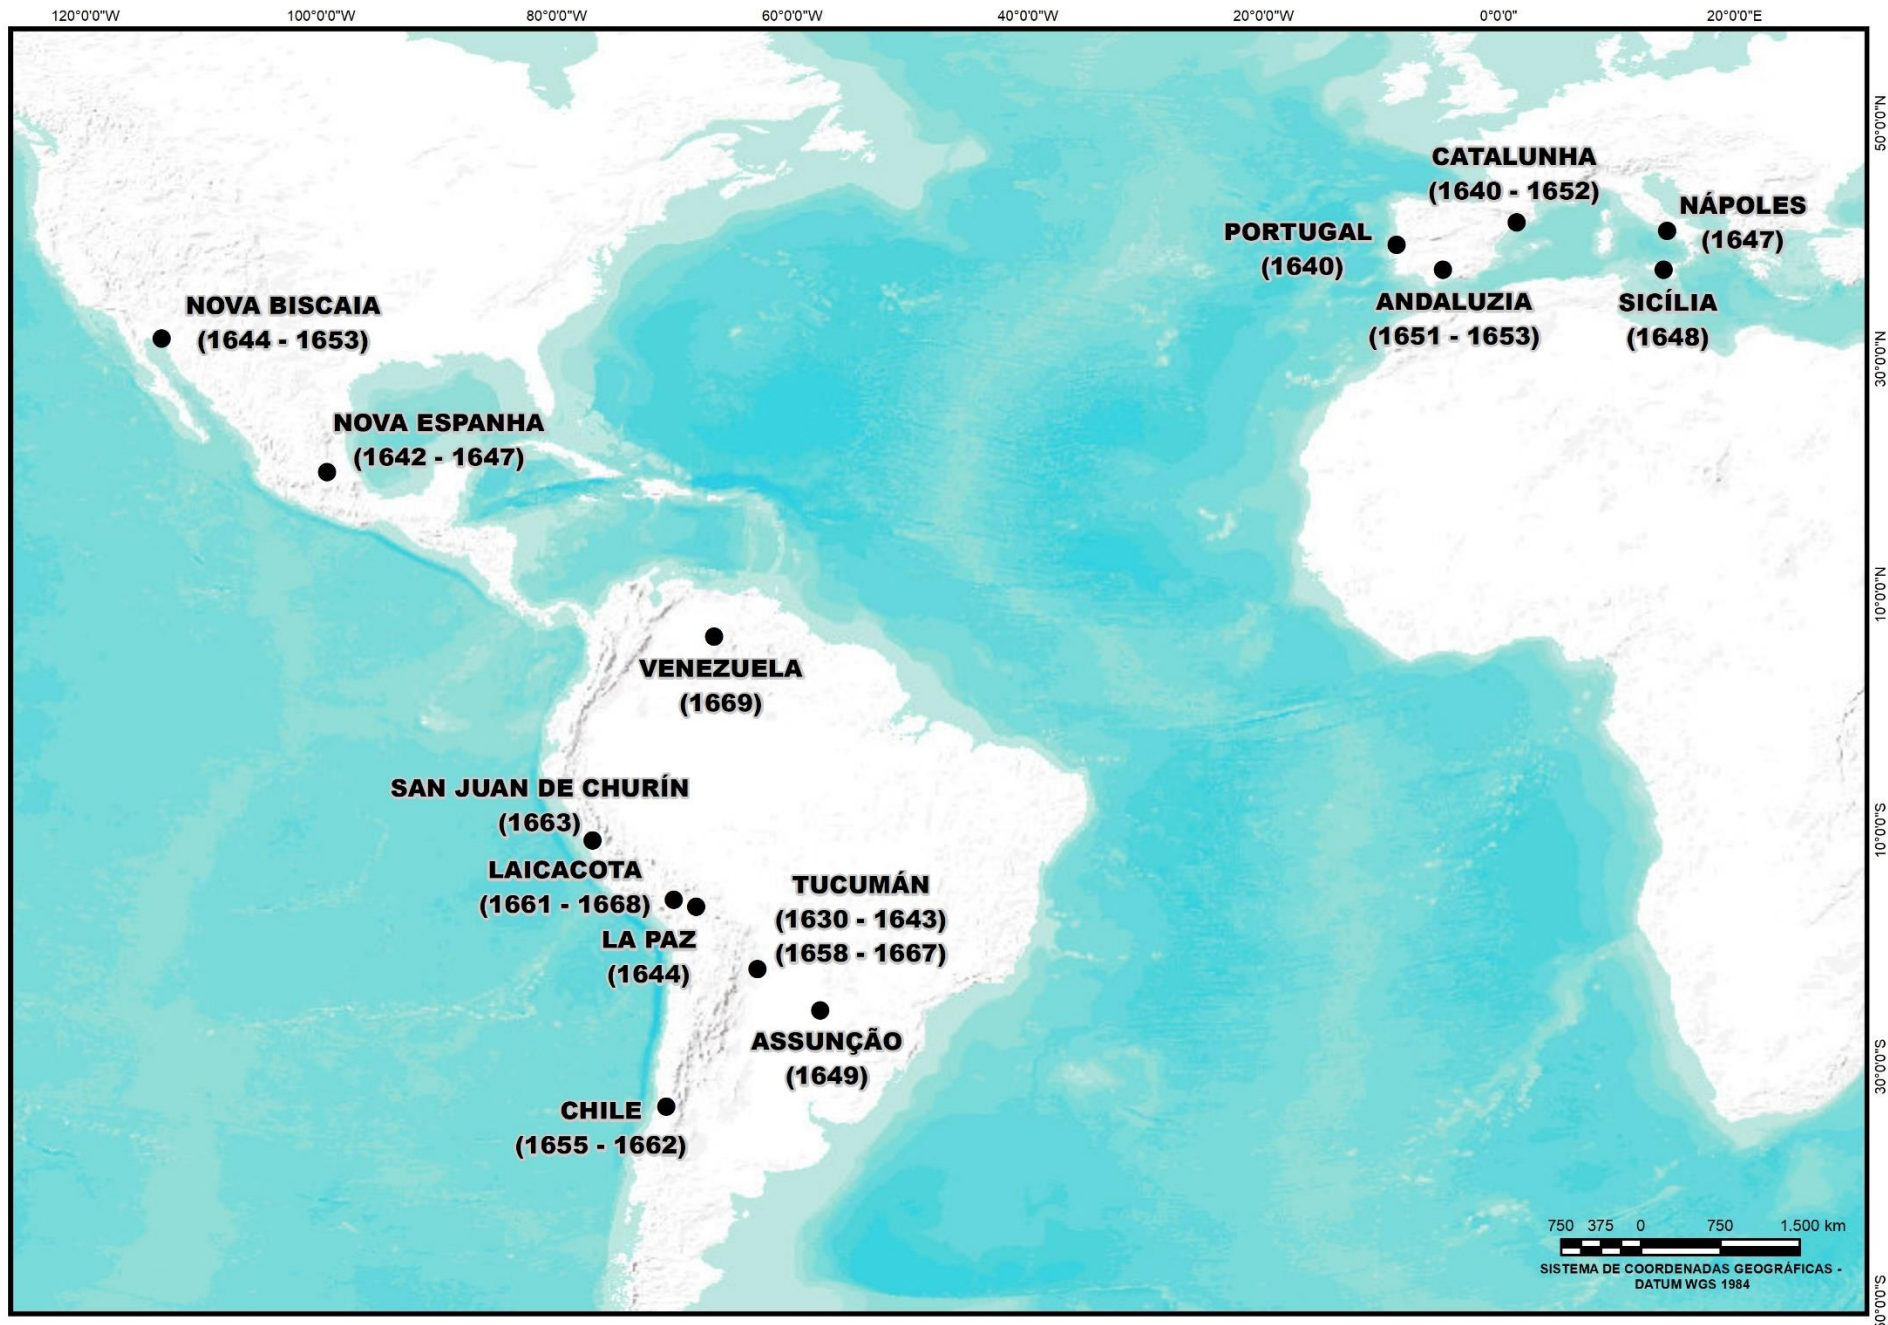 120°0'0"W 100°0'0"W 80°0'0"W 60°0'0"W 40°0'0"W 20°0'0"W 0°0'0" 20°0'0"E
50°0'0"N
CATALUNHA
(1640 - 1652)
NÁPOLES
(1647)
PORTUGAL
(1640)
ANDALUZIA
(1651 - 1653)
SICÍLIA
(1648)
NOVA BISCAIA
(1644 - 1653)
30°0'0"N
NOVA ESPANHA
(1642 - 1647)
10°0'0"N
VENEZUELA
(1669)
SAN JUAN DE CHURÍN
(1663)
10°0'0"S
LAICACOTA
(1661 - 1668)
LA PAZ
(1644)
TUCUMÁN
(1630 - 1643)
(1658 - 1667)
ASSUNÇÃO
(1649)
30°0'0"S
CHILE
(1655 - 1662)
750 375 0 750 1.500 km
SISTEMA DE COORDENADAS GEOGRÁFICAS -
DATUM WGS 1984